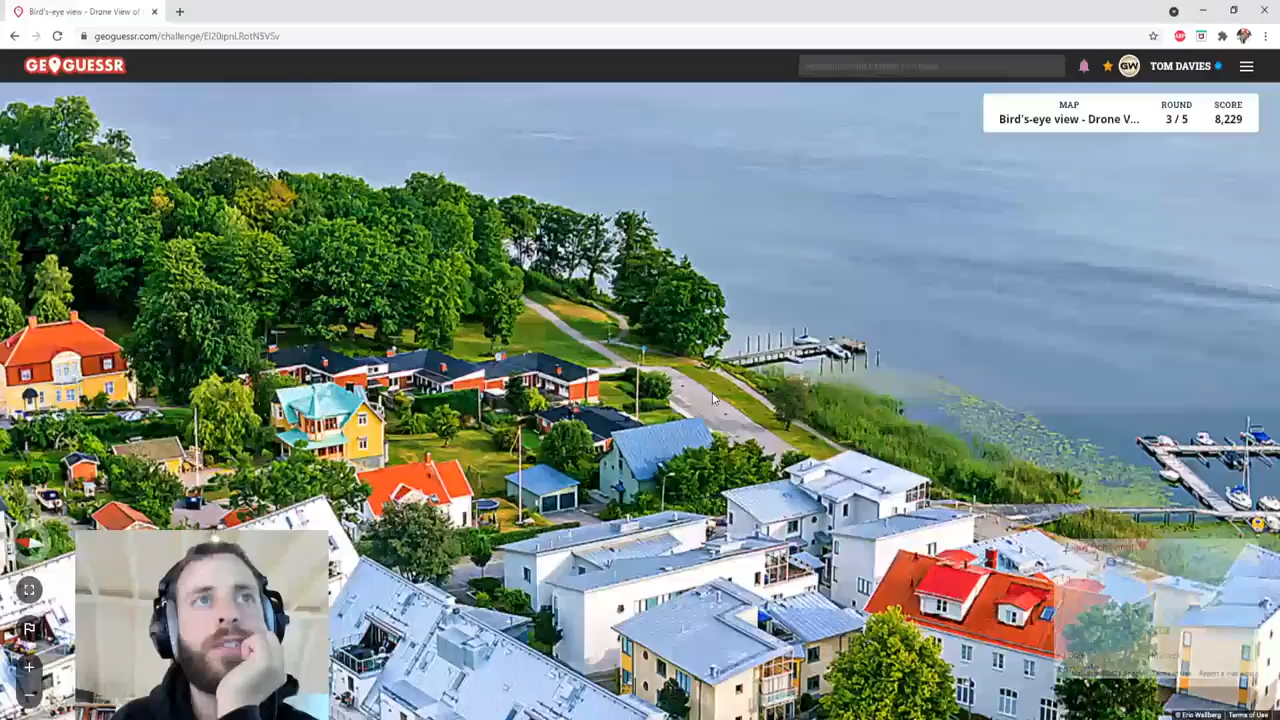 Bird's-eye view - Drone View of
geoguessr.com/challenge/El20ipnLRotN5VSv
GEOGUESSR
GW
TOM DAVIES
MAP
ROUND
SCORE
Bird's-eye view - Drone V...
3 / 5
8,229
© Eric Wallberg
Terms of Use